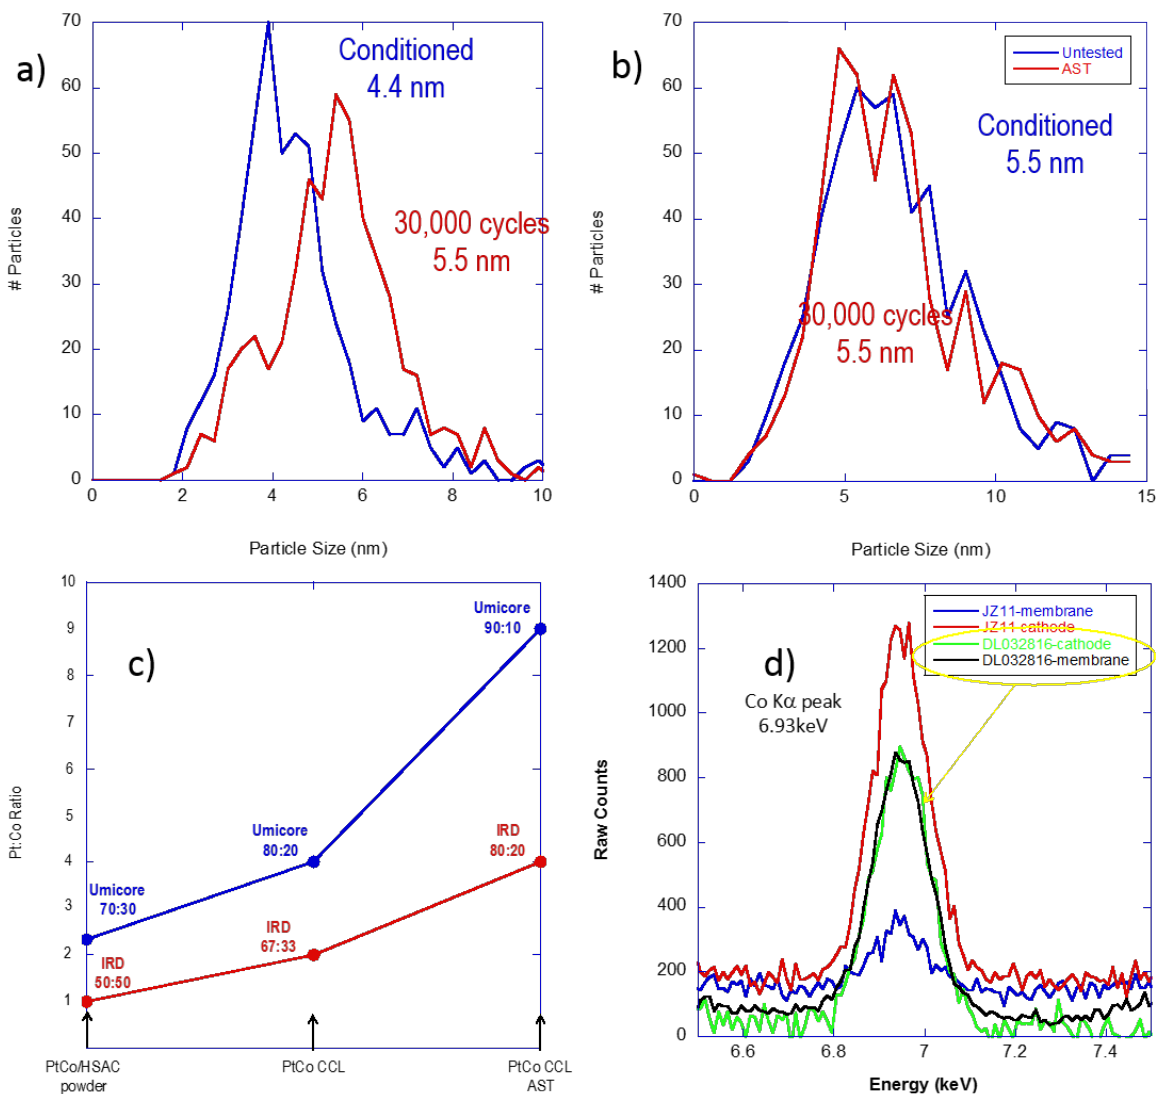 a)
70
60
50
40
30
20
10
0
# Particles
Conditioned
4.4 nm
30,000 cycles
5.5 nm
0
2
4
6
8
10
Particle Size (nm)
b)
70
60
50
40
30
20
10
0
# Particles
Untested
AST
Conditioned
5.5 nm
30,000 cycles
5.5 nm
0
5
10
15
Particle Size (nm)
c)
10
9
8
7
6
5
4
3
2
1
Pt:Co Ratio
Umicore
70:30
Umicore
80:20
Umicore
90:10
IRD
50:50
IRD
67:33
IRD
80:20
PtCo/HSAC
powder
PtCo CCL
PtCo CCL
AST
d)
1400
1200
1000
800
600
400
200
0
Raw Counts
JZ11-membrane
JZ11-cathode
DL032816-cathode
DL032816-membrane
Co Kα peak
6.93keV
6.6
6.8
7
7.2
7.4
Energy (keV)